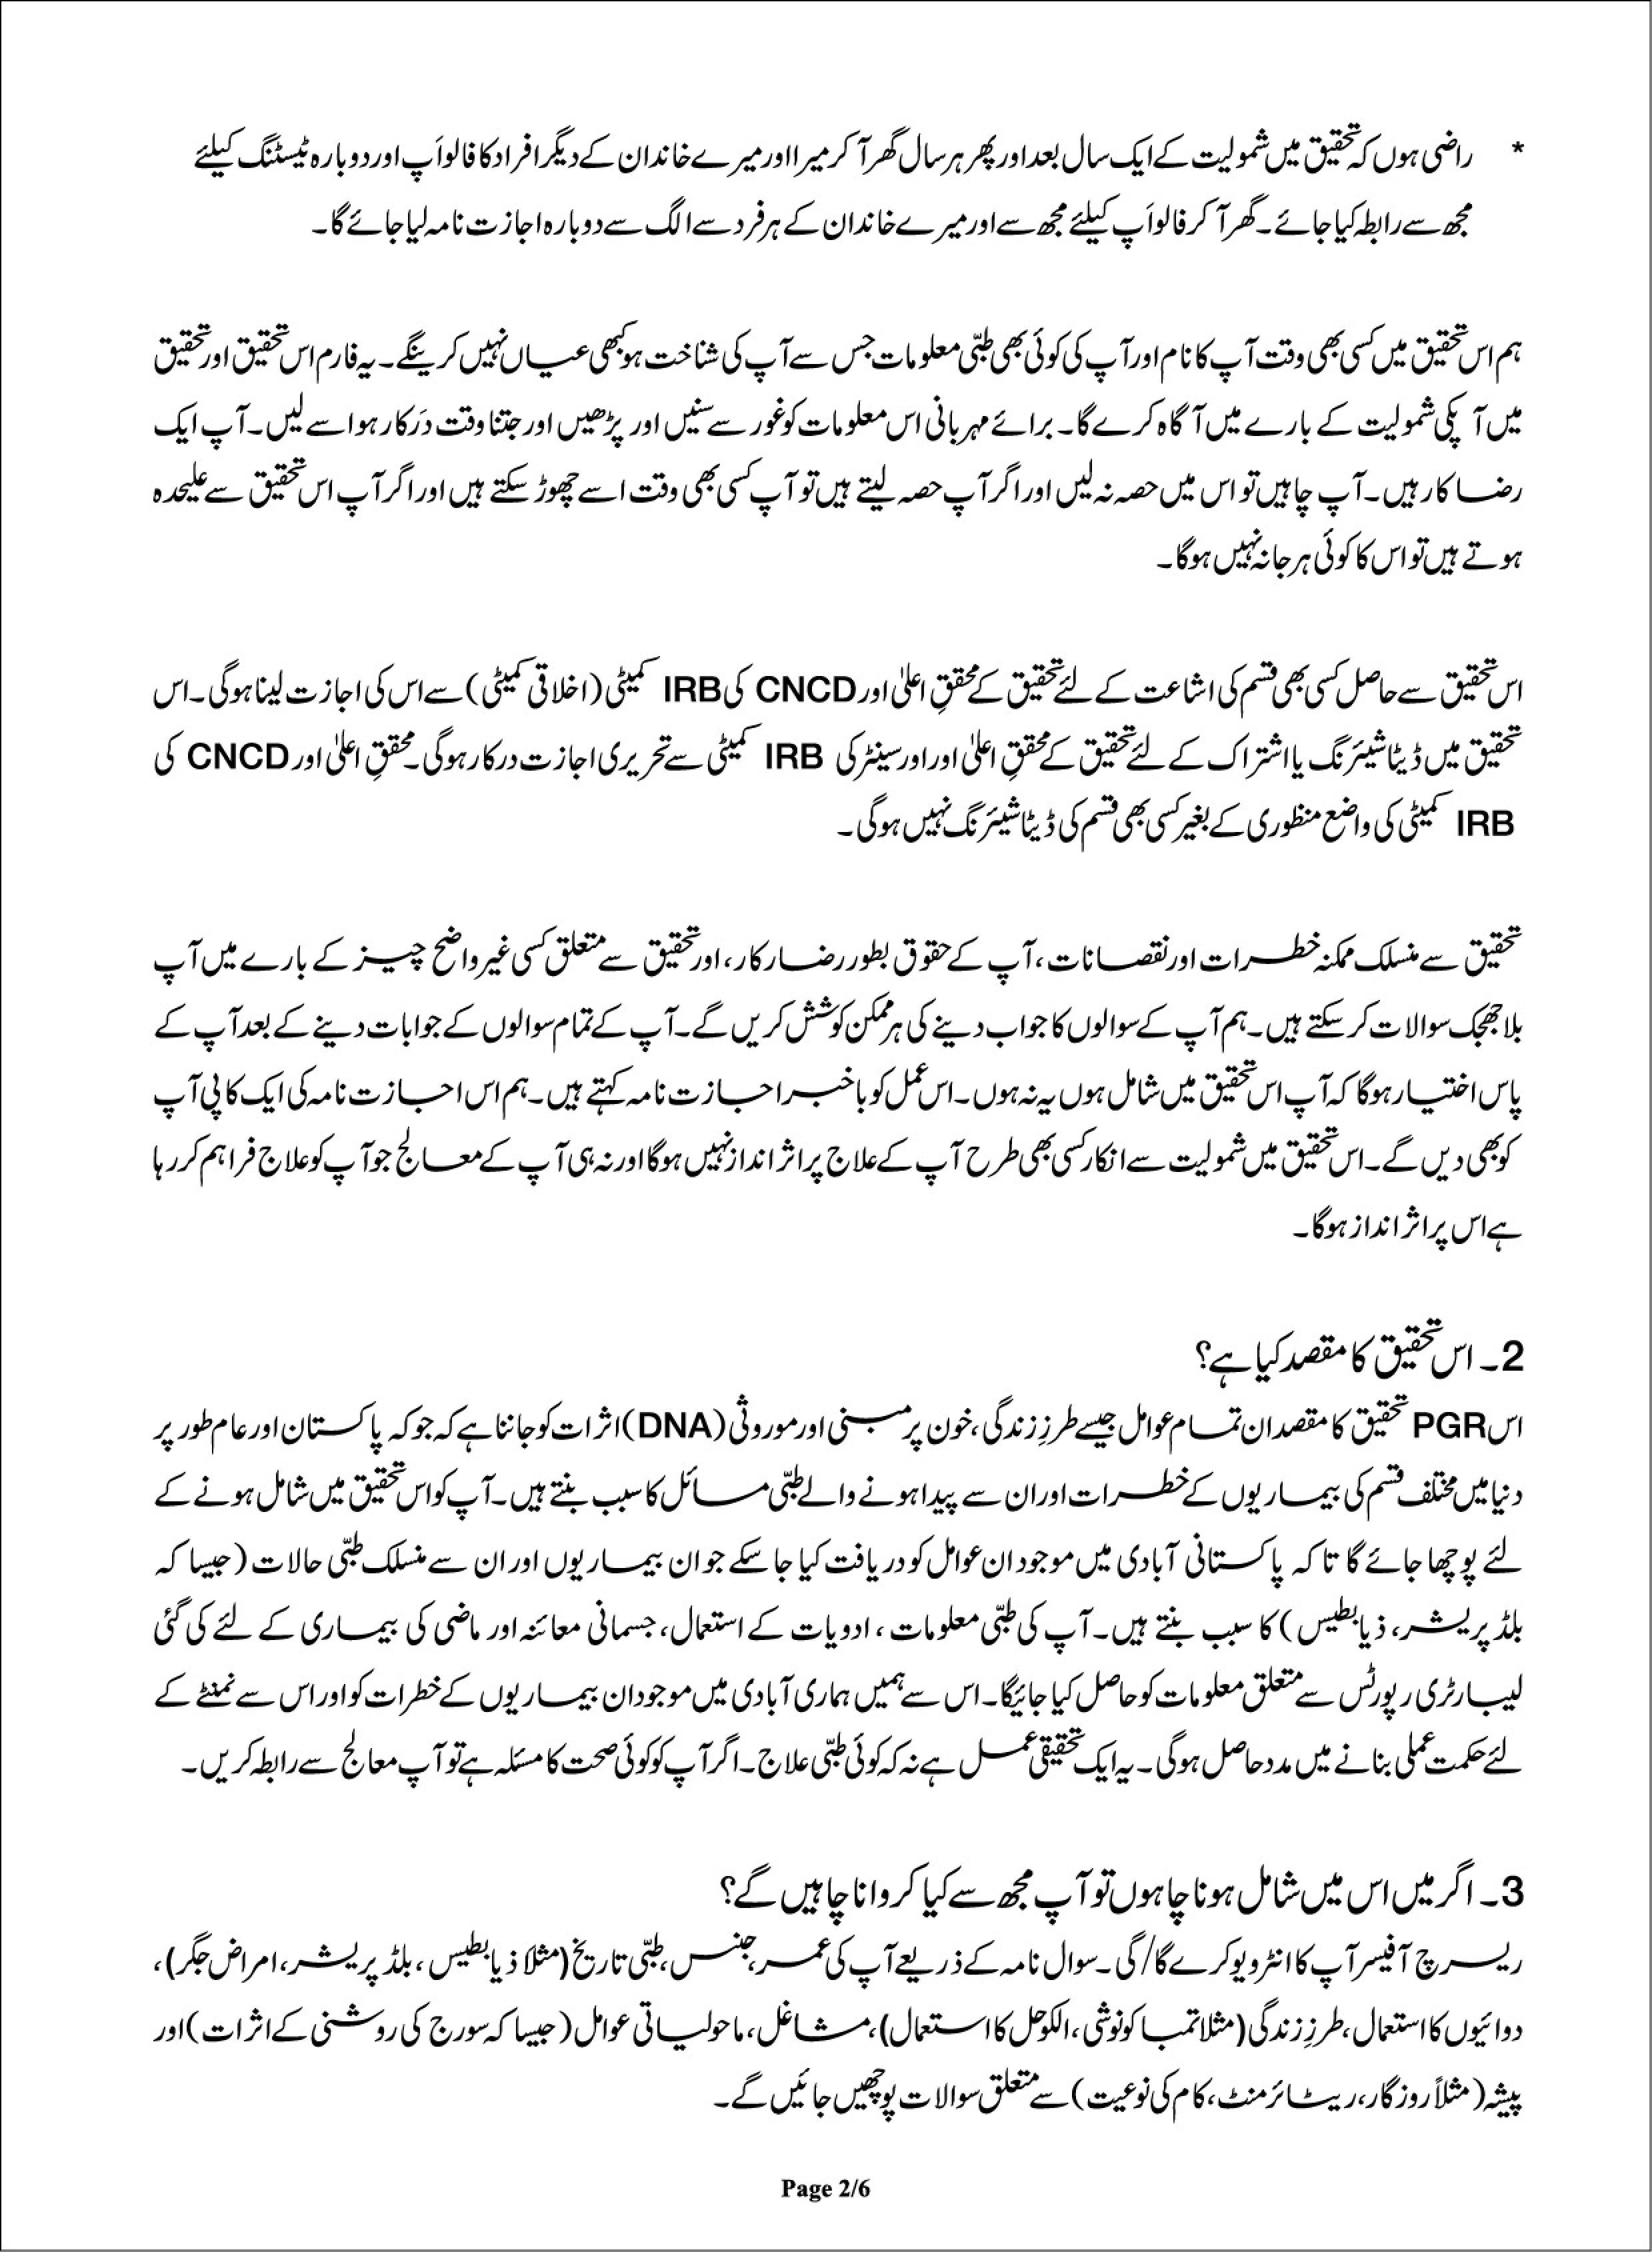 * راضی ہوں کہ تحقیق میں شمولیت کے ایک سال بعد اور پھر ہر سال گھر آ کر میرا اور میرے خاندان کے دیگر افراد کا فالو اَپ اور دوبارہ ٹیسٹنگ کیلئے
مجھ سے رابطہ کیا جائے۔ گھر آ کر فالو اَپ کیلئے مجھ سے اور میرے خاندان کے ہر فرد سے الگ سے دوبارہ اجازت نامہ لیا جائے گا۔
ہم اس تحقیق میں کسی بھی وقت آپ کا نام اور آپ کی کوئی بھی طبّی معلومات جس سے آپ کی شناخت ہو کبھی عیاں نہیں کرینگے۔ یہ فارم اس تحقیق اور تحقیق
میں آپکی شمولیت کے بارے میں آگاہ کرے گا۔ برائے مہربانی اس معلومات کو غور سے سنیں اور پڑھیں اور جتنا وقت دَرکار ہوا سے لیں۔ آپ ایک
رضا کار ہیں۔ آپ چاہیں تو اس میں حصہ نہ لیں اور اگر آپ حصہ لیتے ہیں تو آپ کسی بھی وقت اسے چھوڑ سکتے ہیں اور اگر آپ اس تحقیق سے علیحدہ
ہوتے ہیں تو اس کا کوئی ہرجانہ نہیں ہوگا۔
اس تحقیق سے حاصل کسی بھی قسم کی اشاعت کے لئے تحقیق کے محققِ اعلیٰ اور CNCD کی IRB کمیٹی (اخلاقی کمیٹی) سے اس کی اجازت لینا ہوگی۔ اس
تحقیق میں ڈیٹا شیئرنگ یا اشتراک کے لئے تحقیق کے محققِ اعلیٰ اور اور سینٹر کی IRB کمیٹی سے تحریری اجازت درکار ہوگی۔ محققِ اعلیٰ اور CNCD کی
IRB کمیٹی کی واضع منظوری کے بغیر کسی بھی قسم کی ڈیٹا شیئرنگ نہیں ہوگی۔
تحقیق سے منسلک ممکنہ خطرات اور نقصانات، آپ کے حقوق بطور رضارکار، اور تحقیق سے متعلق کسی غیر واضح چیز کے بارے میں آپ
بلا جھجک سوالات کر سکتے ہیں۔ ہم آپ کے سوالوں کا جواب دینے کی ہر ممکن کوشش کریں گے۔ آپ کے تمام سوالوں کے جوابات دینے کے بعد آپ کے
پاس اختیار ہوگا کہ آپ اس تحقیق میں شامل ہوں یہ نہ ہوں۔ اس عمل کو باخبر اجازت نامہ کہتے ہیں۔ ہم اس اجازت نامہ کی ایک کاپی آپ
کو بھی دیں گے۔ اس تحقیق میں شمولیت سے انکار کسی بھی طرح آپ کے علاج پر اثر انداز نہیں ہوگا اور نہ ہی آپ کے معالج جو آپ کو علاج فراہم کر رہا
ہے اس پر اثر انداز ہوگا۔
2۔ اس تحقیق کا مقصد کیا ہے؟
اس PGR تحقیق کا مقصد ان تمام عوامل جیسے طرزِ زندگی، خون پر مبنی اور موروثی (DNA) اثرات کو جاننا ہے کہ جو کہ پاکستان اور عام طور پر
دنیا میں مختلف قسم کی بیماریوں کے خطرات اور ان سے پیدا ہونے والے طبّی مسائل کا سبب بنتے ہیں۔ آپ کو اس تحقیق میں شامل ہونے کے
لئے پوچھا جائے گا تا کہ پاکستانی آبادی میں موجود ان عوامل کو دریافت کیا جا سکے جو ان بیماریوں اور ان سے منسلک طبّی حالات (جیسا کہ
بلڈ پریشر، ذیابطیس) کا سبب بنتے ہیں۔ آپ کی طبّی معلومات، ادویات کے استعمال، جسمانی معائنہ اور ماضی کی بیماری کے لئے کی گئی
لیبارٹری رپورٹس سے متعلق معلومات کو حاصل کیا جائیگا۔ اس سے ہمیں ہماری آبادی میں موجود ان بیماریوں کے خطرات کو اور اس سے نمٹنے کے
لئے حکمت عملی بنانے میں مدد حاصل ہوگی۔ یہ ایک تحقیقی عمل ہے نہ کہ کوئی طبّی علاج۔ اگر آپ کو کوئی صحت کا مسئلہ ہے تو آپ معالج سے رابطہ کریں۔
3۔ اگر میں اس میں شامل ہونا چاہوں تو آپ مجھ سے کیا کروانا چاہیں گے؟
ریسرچ آفیسر آپ کا انٹرویو کرے گا/گی۔ سوال نامہ کے ذریعے آپ کی عمر، جنس، طبّی تاریخ (مثلاً ذیابطیس، بلڈ پریشر، امراض جگر)،
دوائیوں کا استعمال، طرزِ زندگی (مثلاً تمباکونوشی، الکوحل کا استعمال)، مشاغل، ماحولیاتی عوامل (جیسا کہ سورج کی روشنی کے اثرات) اور
پیشہ (مثلاً روزگار، ریٹائرمنٹ، کام کی نوعیت) سے متعلق سوالات پوچھیں جائیں گے۔
Page 2/6